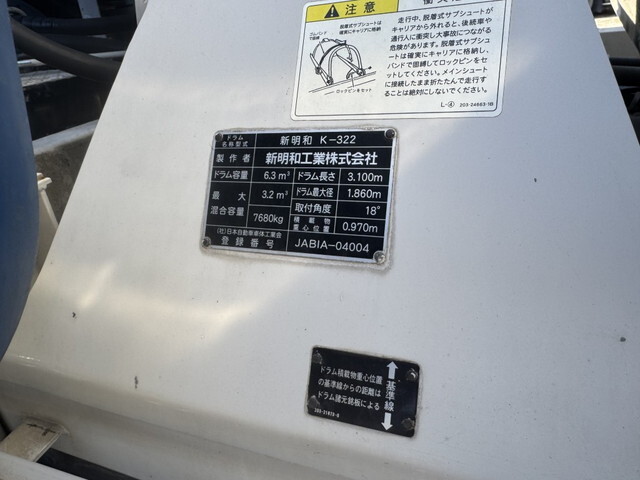 注意
ゴムバンドで固縛
脱着式サブシュートは確実にキャリアに格納
ロックピンをセット
走行中、脱着式サブシュートが
キャリアから外れると、後続車や
通行人に衝突し大事故につながる
危険があります。脱着式サブシュ
ートは確実にキャリアに格納し、
バンドで固縛してロックピンをセ
ットしてください。メインシュート
に接続したまま折たたんで走行す
ることは絶対にしないでください。
L-④ 203-24663-1B
ドラム名称型式 新明和 K-322
製作者 新明和工業株式会社
ドラム容量 6.3 m³ ドラム長さ 3.100m
最大混合容量 3.2 m³ ドラム最大径 1.860m
7680kg 取付角度 18°
積載物重心位置 0.970m
(社)日本自動車車体工業会
登録番号 JABIA-04004
ドラム積載物重心位置
の基準線からの距離は
ドラム諸元銘板による
基準線